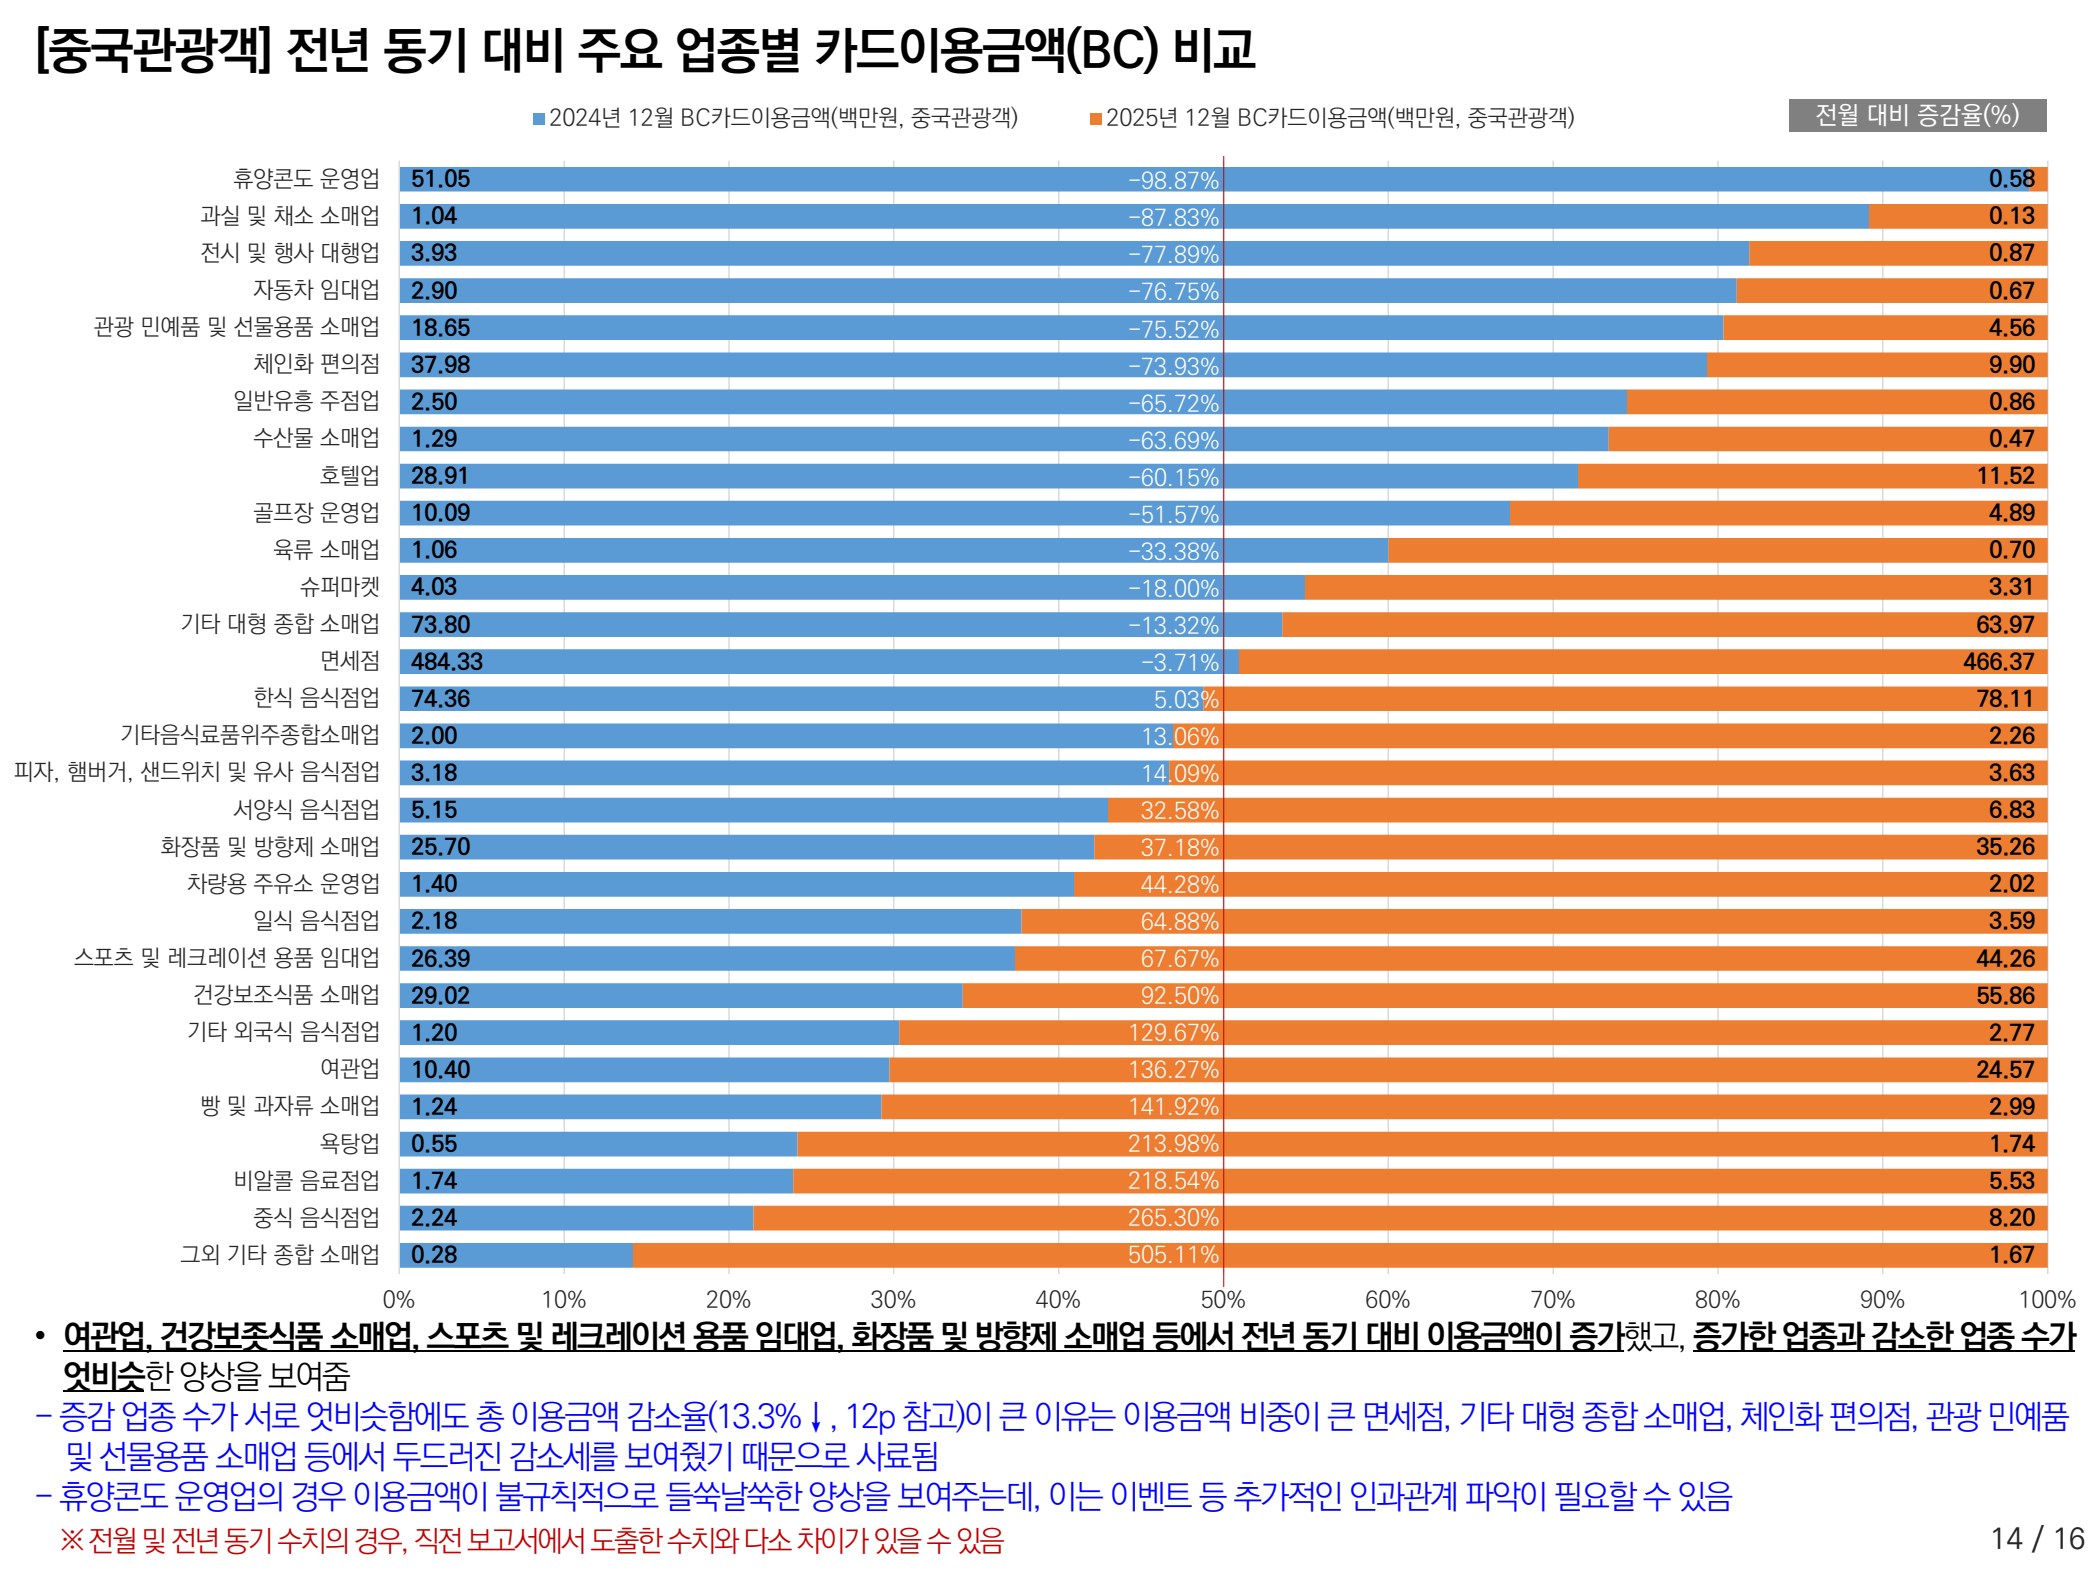 [중국관광객] 전년 동기 대비 주요 업종별 카드이용금액(BC) 비교
2024년 12월 BC카드이용금액(백만원, 중국관광객) 2025년 12월 BC카드이용금액(백만원, 중국관광객) 전월 대비 증감율(%)
휴양콘도 운영업 51.05 -98.87% 0.58
과실 및 채소 소매업 1.04 -87.83% 0.13
전시 및 행사 대행업 3.93 -77.89% 0.87
자동차 임대업 2.90 -76.75% 0.67
관광 민예품 및 선물용품 소매업 18.65 -75.52% 4.56
체인화 편의점 37.98 -73.93% 9.90
일반유흥 주점업 2.50 -65.72% 0.86
수산물 소매업 1.29 -63.69% 0.47
호텔업 28.91 -60.15% 11.52
골프장 운영업 10.09 -51.57% 4.89
육류 소매업 1.06 -33.38% 0.70
슈퍼마켓 4.03 -18.00% 3.31
기타 대형 종합 소매업 73.80 -13.32% 63.97
면세점 484.33 -3.71% 466.37
한식 음식점업 74.36 5.03% 78.11
기타음식료품위주종합소매업 2.00 13.06% 2.26
피자, 햄버거, 샌드위치 및 유사 음식점업 3.18 14.09% 3.63
서양식 음식점업 5.15 32.58% 6.83
화장품 및 방향제 소매업 25.70 37.18% 35.26
차량용 주유소 운영업 1.40 44.28% 2.02
일식 음식점업 2.18 64.88% 3.59
스포츠 및 레크레이션 용품 임대업 26.39 67.67% 44.26
건강보조식품 소매업 29.02 92.50% 55.86
기타 외국식 음식점업 1.20 129.67% 2.77
여관업 10.40 136.27% 24.57
빵 및 과자류 소매업 1.24 141.92% 2.99
욕탕업 0.55 213.98% 1.74
비알콜 음료점업 1.74 218.54% 5.53
중식 음식점업 2.24 265.30% 8.20
그외 기타 종합 소매업 0.28 505.11% 1.67
0% 10% 20% 30% 40% 50% 60% 70% 80% 90% 100%
• 여관업, 건강보조식품 소매업, 스포츠 및 레크레이션 용품 임대업, 화장품 및 방향제 소매업 등에서 전년 동기 대비 이용금액이 증가했고, 증가한 업종과 감소한 업종 수가
엇비슷한 양상을 보여줌
- 증감 업종 수가 서로 엇비슷함에도 총 이용금액 감소율(13.3%↓, 12p 참고)이 큰 이유는 이용금액 비중이 큰 면세점, 기타 대형 종합 소매업, 체인화 편의점, 관광 민예품
및 선물용품 소매업 등에서 두드러진 감소세를 보여줬기 때문으로 사료됨
- 휴양콘도 운영업의 경우 이용금액이 불규칙적으로 들쑥날쑥한 양상을 보여주는데, 이는 이벤트 등 추가적인 인과관계 파악이 필요할 수 있음
※ 전월 및 전년 동기 수치의 경우, 직전 보고서에서 도출한 수치와 다소 차이가 있을 수 있음
14 / 16